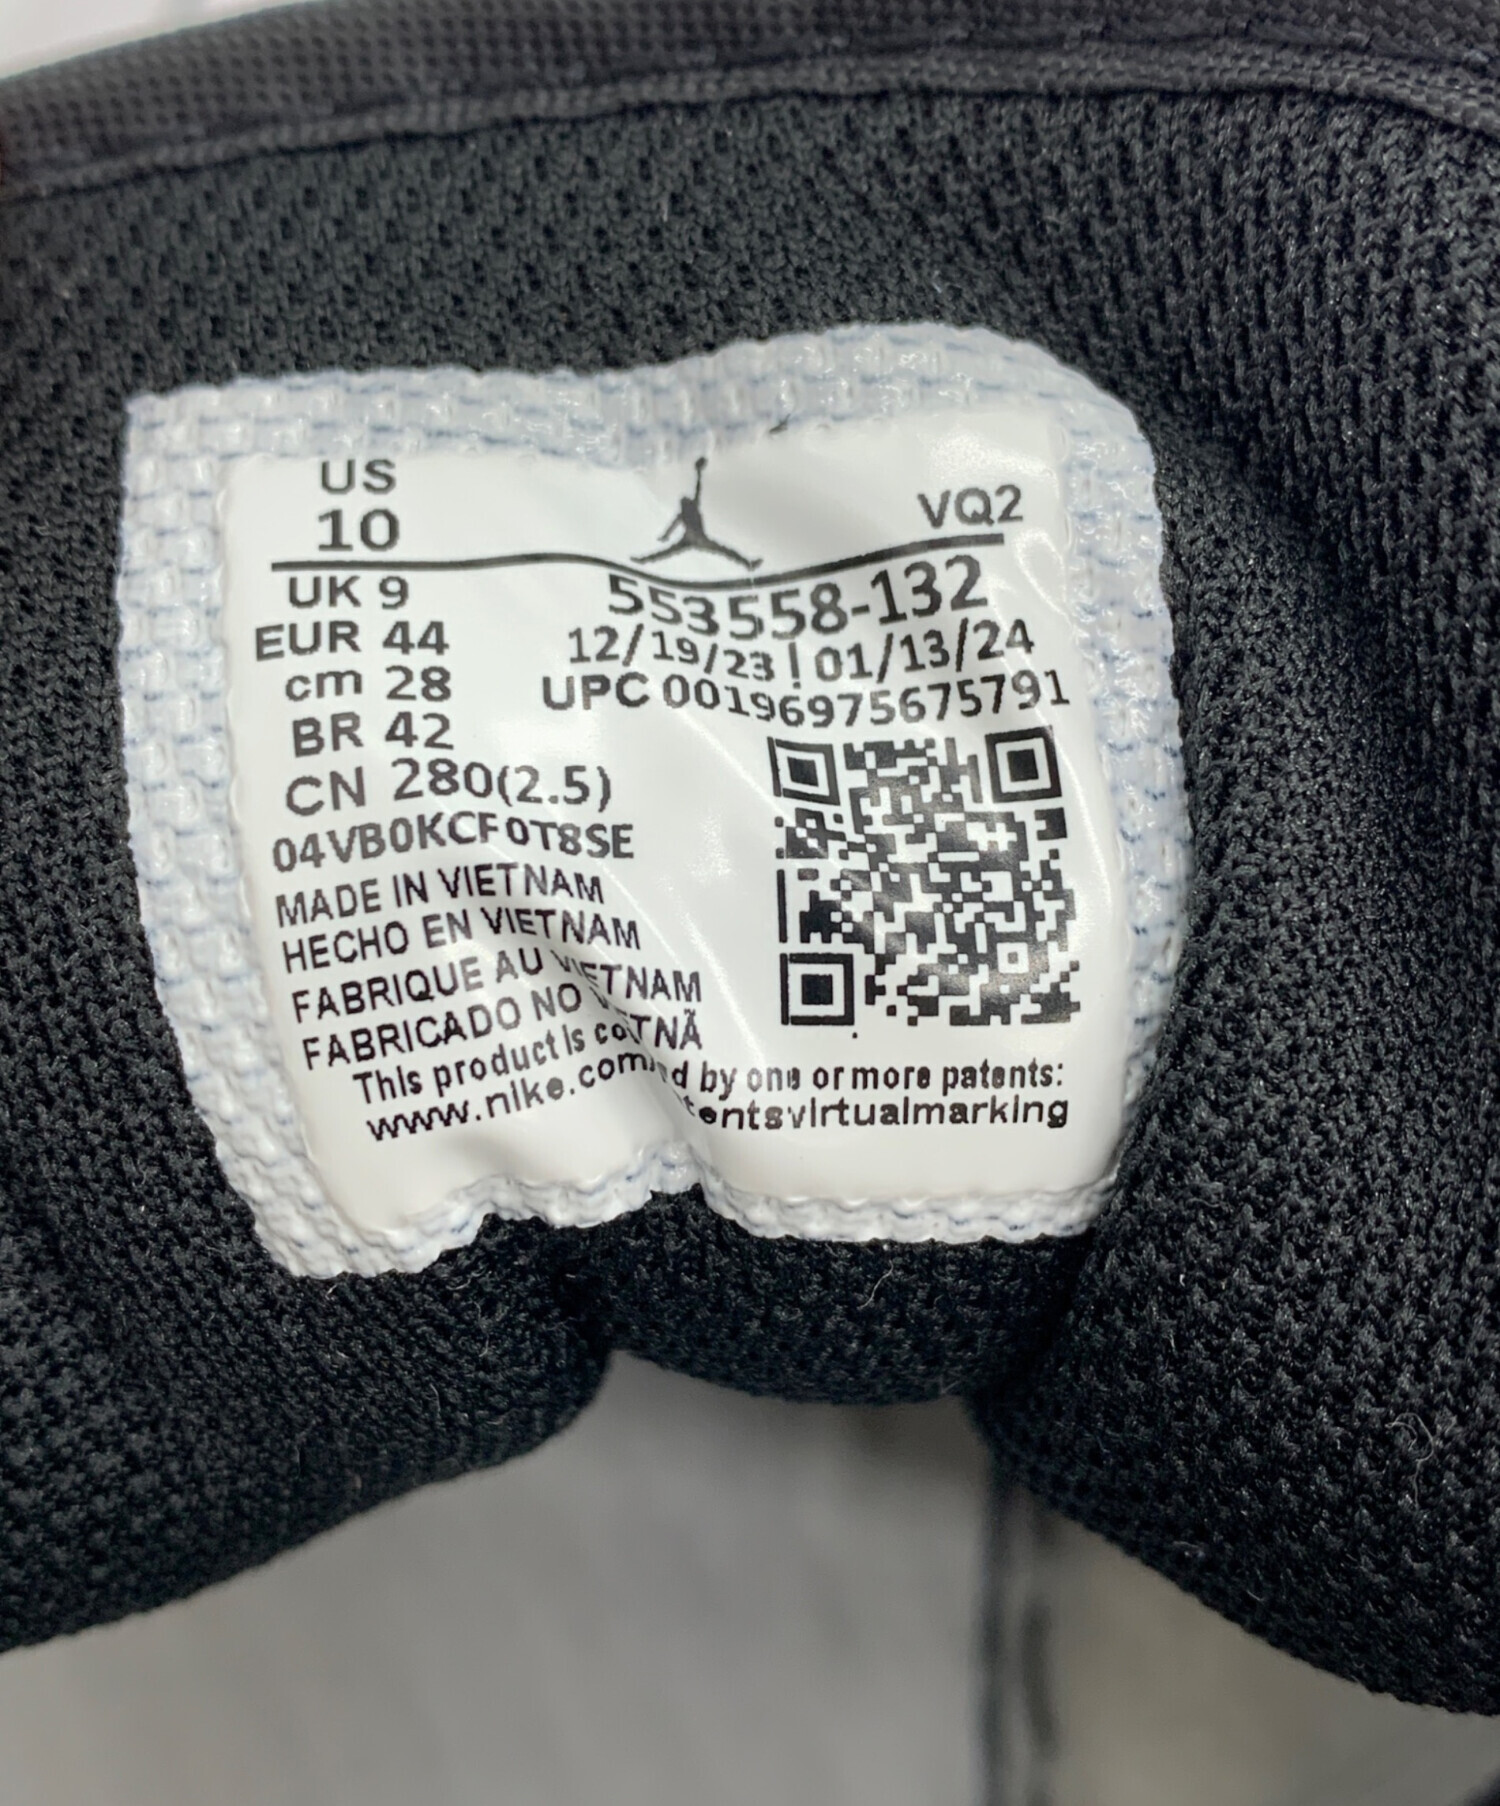 US
10
VQ2
UK 9
EUR 44
cm 28
BR 42
CN 280(2.5)
553558-132
12/19/23 | 01/13/24
UPC 00196975675791
04VB0KCF0T8SE
MADE IN VIETNAM
HECHO EN VIETNAM
FABRIQUE AU VIETNAM
FABRICADO NO
This product is by one or more patents:
www.nike.com